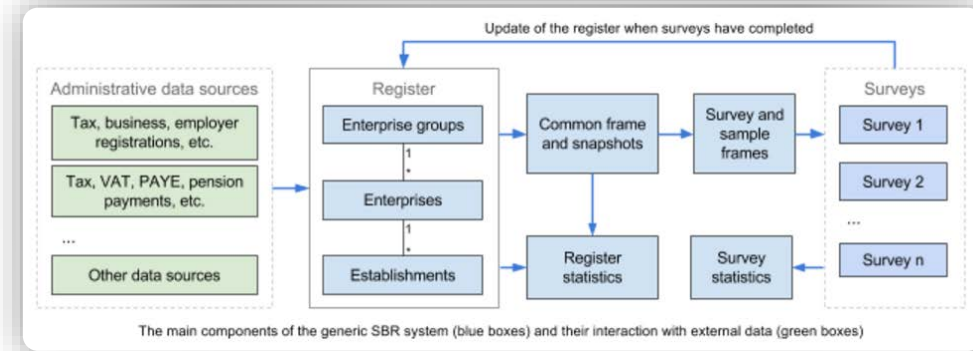 Update of the register when surveys have completed
Administrative data sources
Tax, business, employer
registrations, etc.
Tax, VAT, PAYE, pension
payments, etc.
...
Other data sources
Register
Enterprise groups
1
*
Enterprises
1
*
Establishments
Common frame
and snapshots
Survey and
sample
frames
Register
statistics
Survey
statistics
Surveys
Survey 1
Survey 2
...
Survey n
The main components of the generic SBR system (blue boxes) and their interaction with external data (green boxes)